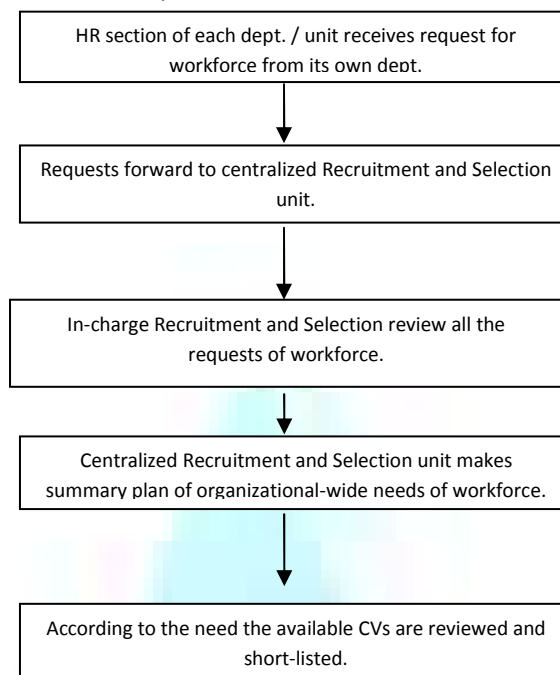 HR section of each dept. / unit receives request for
workforce from its own dept.
Requests forward to centralized Recruitment and Selection
unit.
In-charge Recruitment and Selection review all the
requests of workforce.
Centralized Recruitment and Selection unit makes
summary plan of organizational-wide needs of workforce.
According to the need the available CVs are reviewed and
short-listed.